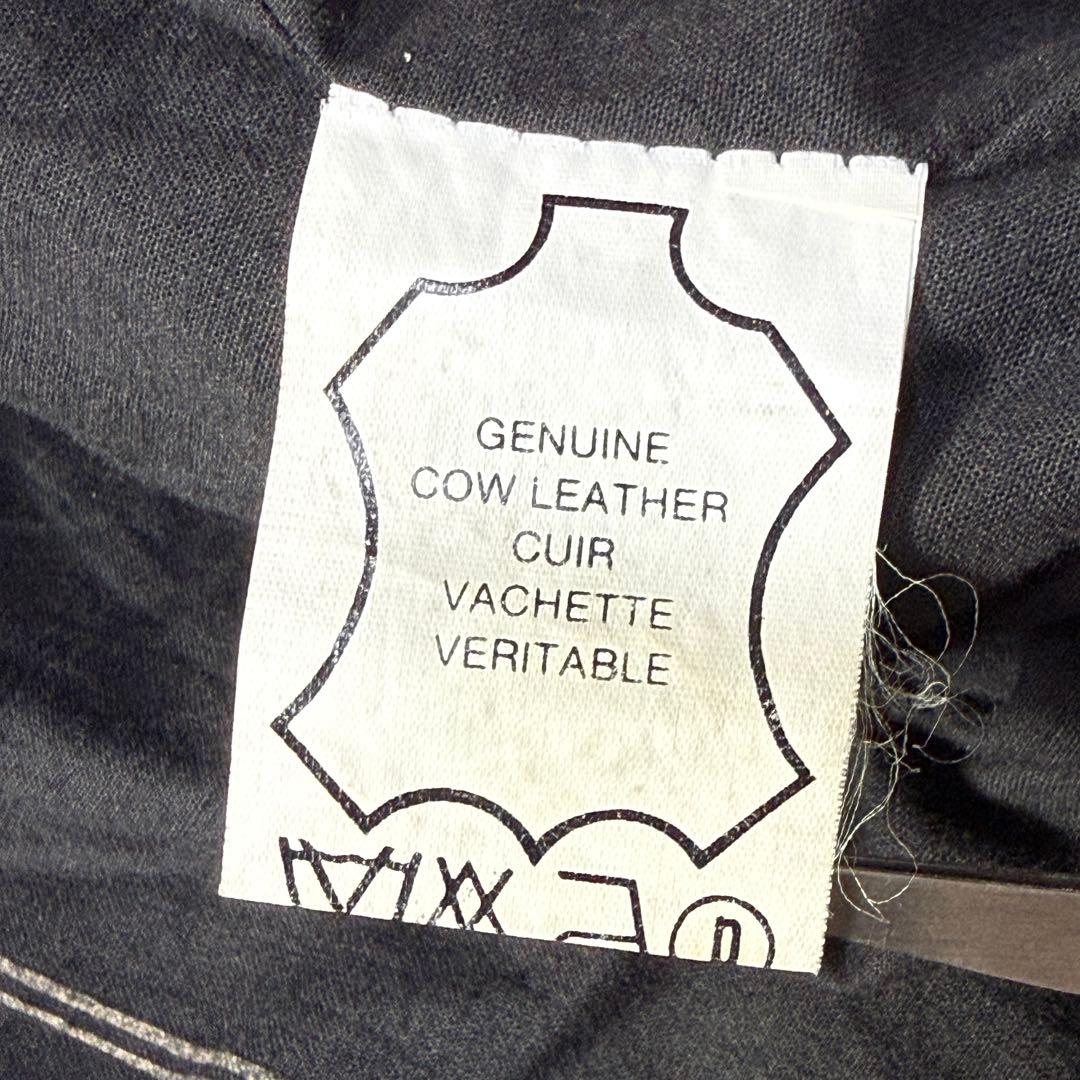 GENUINE
COW LEATHER
CUIR
VACHETTE
VERITABLE